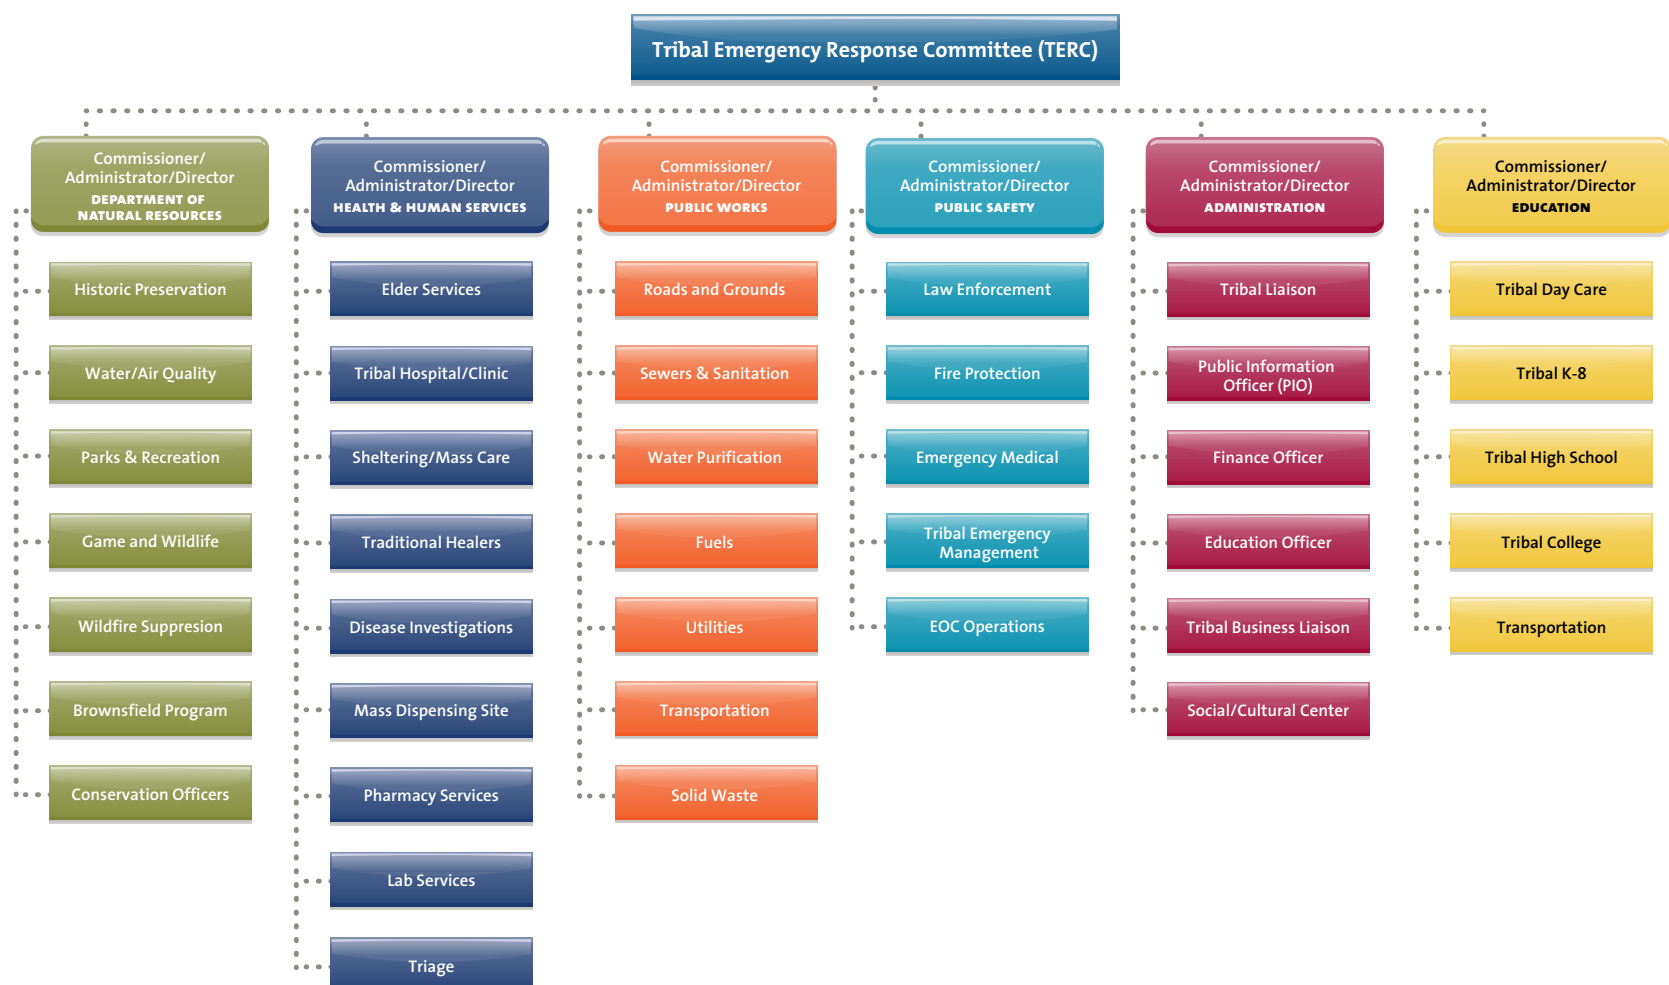 Tribal Emergency Response Committee (TERC)
Commissioner/
Administrator/Director
DEPARTMENT OF
NATURAL RESOURCES
Historic Preservation
Water/Air Quality
Parks & Recreation
Game and Wildlife
Wildfire Suppresion
Brownsfield Program
Conservation Officers
Commissioner/
Administrator/Director
HEALTH & HUMAN SERVICES
Elder Services
Tribal Hospital/Clinic
Sheltering/Mass Care
Traditional Healers
Disease Investigations
Mass Dispensing Site
Pharmacy Services
Lab Services
Triage
Commissioner/
Administrator/Director
PUBLIC WORKS
Roads and Grounds
Sewers & Sanitation
Water Purification
Fuels
Utilities
Transportation
Solid Waste
Commissioner/
Administrator/Director
PUBLIC SAFETY
Law Enforcement
Fire Protection
Emergency Medical
Tribal Emergency
Management
EOC Operations
Commissioner/
Administrator/Director
ADMINISTRATION
Tribal Liaison
Public Information
Officer (PIO)
Finance Officer
Education Officer
Tribal Business Liaison
Social/Cultural Center
Commissioner/
Administrator/Director
EDUCATION
Tribal Day Care
Tribal K-8
Tribal High School
Tribal College
Transportation